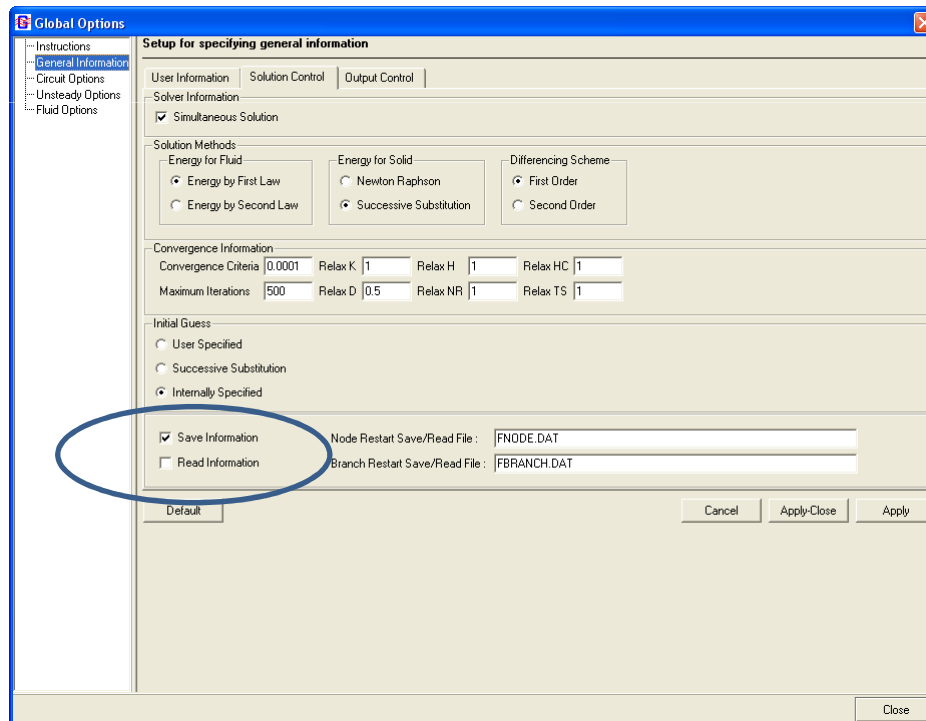 Global Options
Instructions
General Information
Circuit Options
Unsteady Options
Fluid Options
Setup for specifying general information
User Information Solution Control Output Control
Solver Information
Simultaneous Solution
Solution Methods
Energy for Fluid Energy for Solid Differencing Scheme
Energy by First Law Newton Raphson First Order
Energy by Second Law Successive Substitution Second Order
Convergence Information
Convergence Criteria 0.0001 Relax K 1 Relax H 1 Relax HC 1
Maximum Iterations 500 Relax D 0.5 Relax NR 1 Relax TS 1
Initial Guess
User Specified
Successive Substitution
Internally Specified
Save Information Node Restart Save/Read File : FNODE.DAT
Read Information Branch Restart Save/Read File : FBRANCH.DAT
Default Cancel Apply-Close Apply
Close